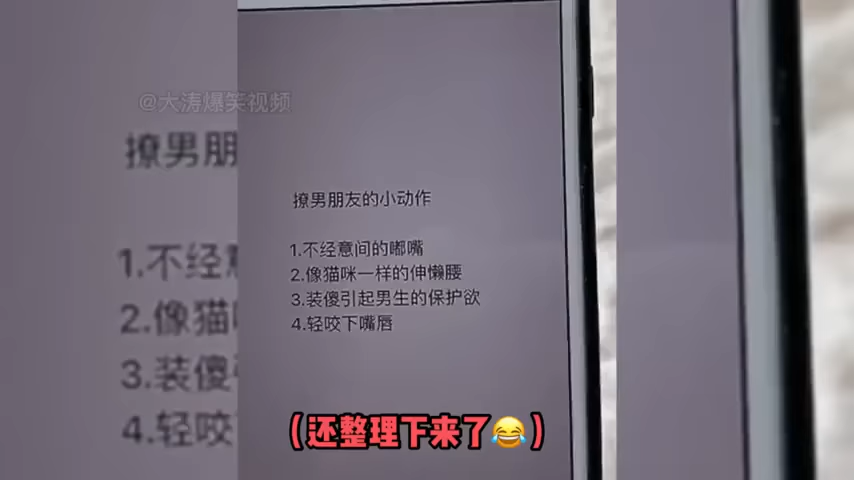 @大涛爆笑视频
撩男朋
撩男朋友的小动作
1.不经意间的嘟嘴
2.像猫咪一样的伸懒腰
3.装傻引起男生的保护欲
4.轻咬下嘴唇
1.不经
2.像猫
3.装傻
4.轻咬
（还整理下来了😂）